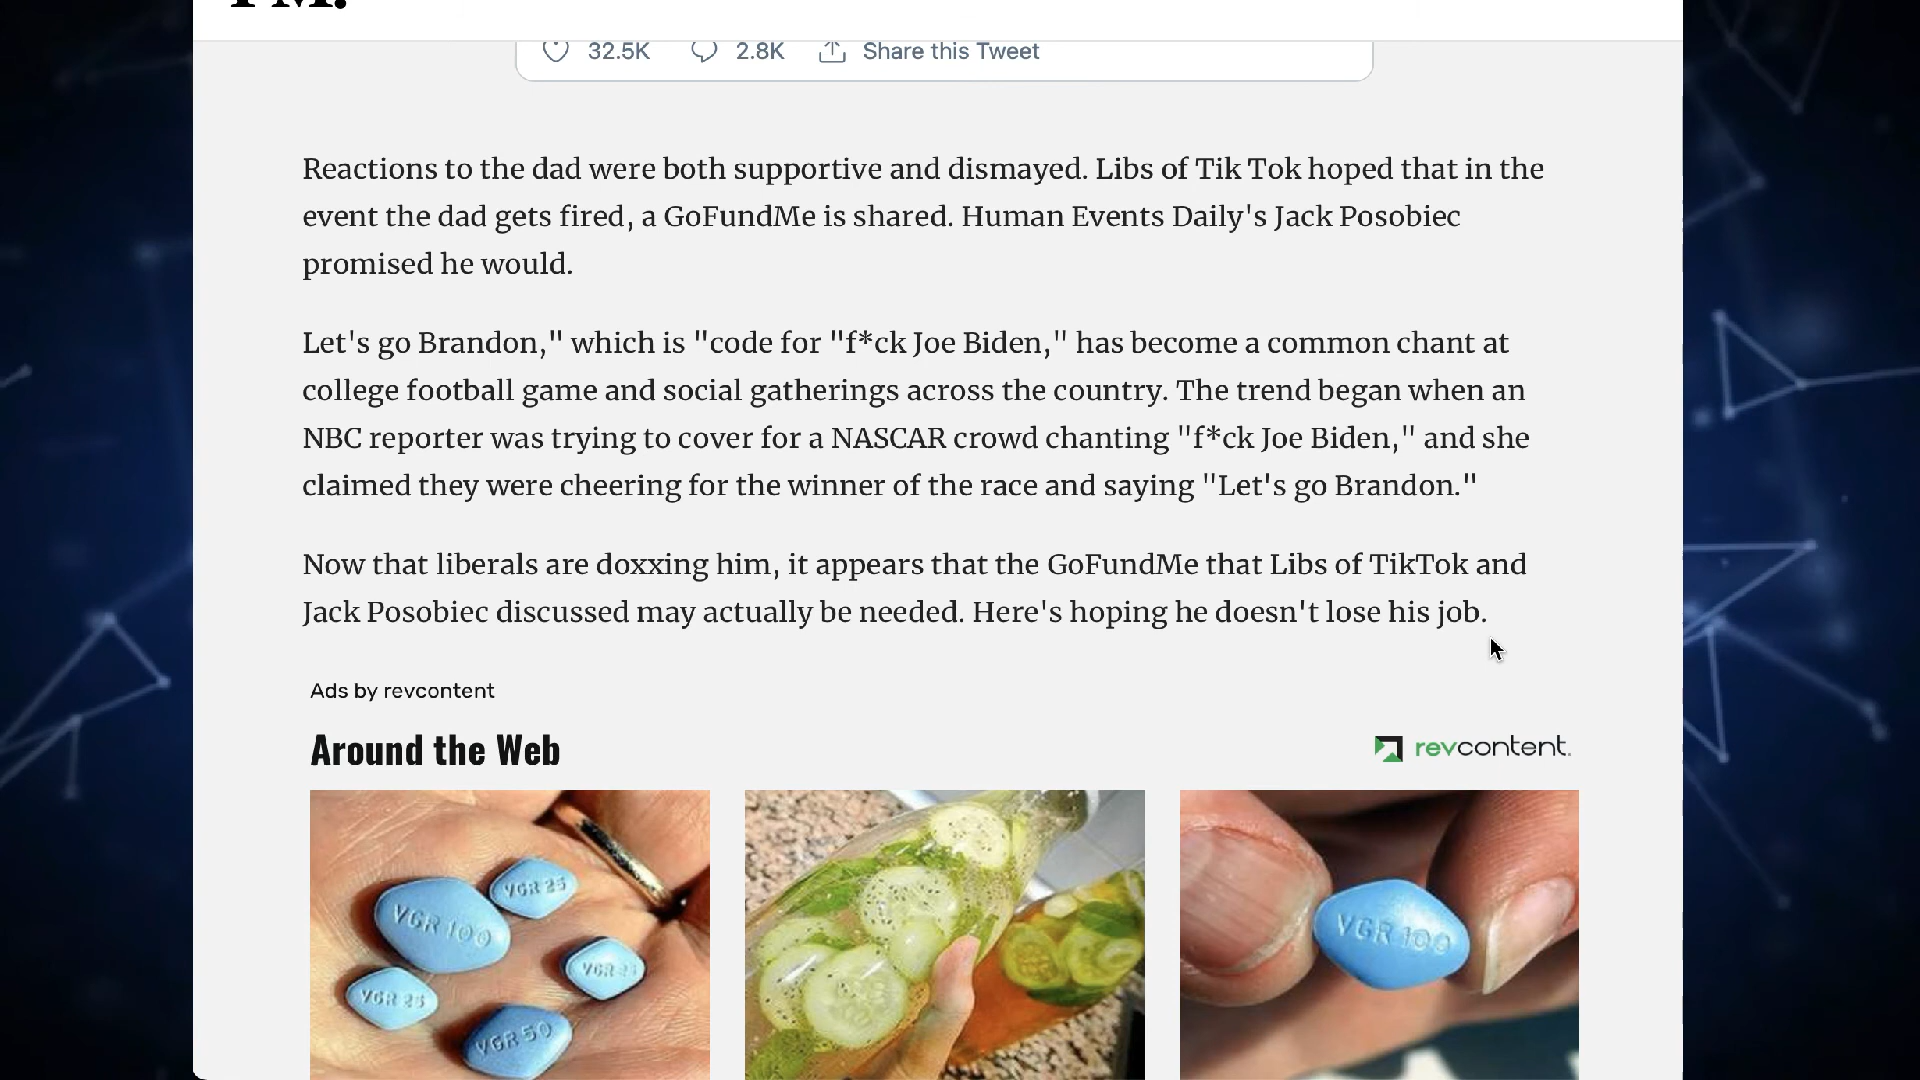 PM.
32.5K 2.8K Share this Tweet
Reactions to the dad were both supportive and dismayed. Libs of Tik Tok hoped that in the
event the dad gets fired, a GoFundMe is shared. Human Events Daily's Jack Posobiec
promised he would.
Let's go Brandon," which is "code for "f*ck Joe Biden," has become a common chant at
college football game and social gatherings across the country. The trend began when an
NBC reporter was trying to cover for a NASCAR crowd chanting "f*ck Joe Biden," and she
claimed they were cheering for the winner of the race and saying "Let's go Brandon."
Now that liberals are doxxing him, it appears that the GoFundMe that Libs of TikTok and
Jack Posobiec discussed may actually be needed. Here's hoping he doesn't lose his job.
Ads by revcontent
Around the Web
revcontent.
VGR 100
VGR 25
VGR 25
VGR 25
VGR 50
VGR 100